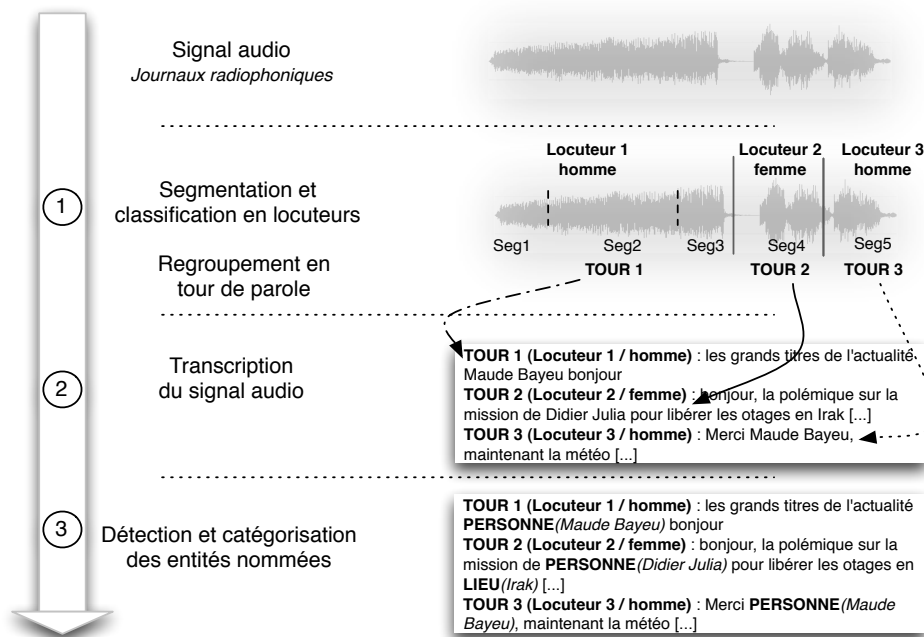 Signal audio
Journaux radiophoniques
Locuteur 1
homme
Locuteur 2
femme
Locuteur 3
homme
1
Segmentation et
classification en locuteurs
Seg1
Seg2
Seg3
Seg4
Seg5
Regroupement en
tour de parole
TOUR 1
TOUR 2
TOUR 3
2
Transcription
du signal audio
TOUR 1 (Locuteur 1 / homme) : les grands titres de l'actualité
Maude Bayeu bonjour
TOUR 2 (Locuteur 2 / femme) : bonjour, la polémique sur la
mission de Didier Julia pour libérer les otages en Irak [...]
TOUR 3 (Locuteur 3 / homme) : Merci Maude Bayeu,
maintenant la météo [...]
3
Détection et catégorisation
des entités nommées
TOUR 1 (Locuteur 1 / homme) : les grands titres de l'actualité
PERSONNE(Maude Bayeu) bonjour
TOUR 2 (Locuteur 2 / femme) : bonjour, la polémique sur la
mission de PERSONNE(Didier Julia) pour libérer les otages en
LIEU(Irak) [...]
TOUR 3 (Locuteur 3 / homme) : Merci PERSONNE(Maude
Bayeu), maintenant la météo [...]